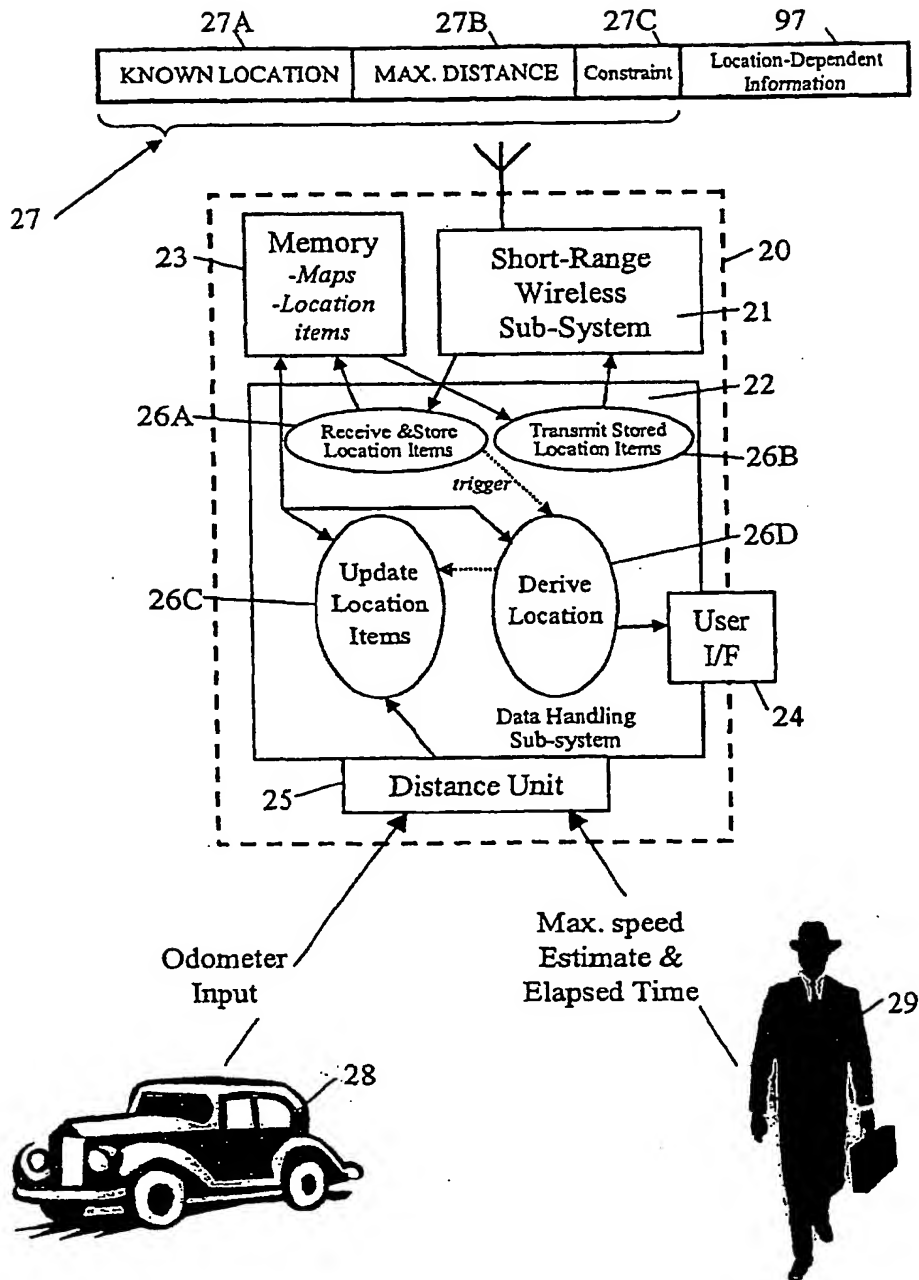 27A 27B 27C 97
KNOWN LOCATION MAX. DISTANCE Constraint Location-Dependent
Information
27
23
Memory
-Maps
-Location
items
Short-Range
Wireless
Sub-System
20
21
22
26A
Receive &Store
Location Items
Transmit Stored
Location Items
26B
trigger
26D
26C
Update
Location
Items
Derive
Location
User
I/F
24
Data Handling
Sub-system
25
Distance Unit
Odometer
Input
Max. speed
Estimate &
Elapsed Time
29
28